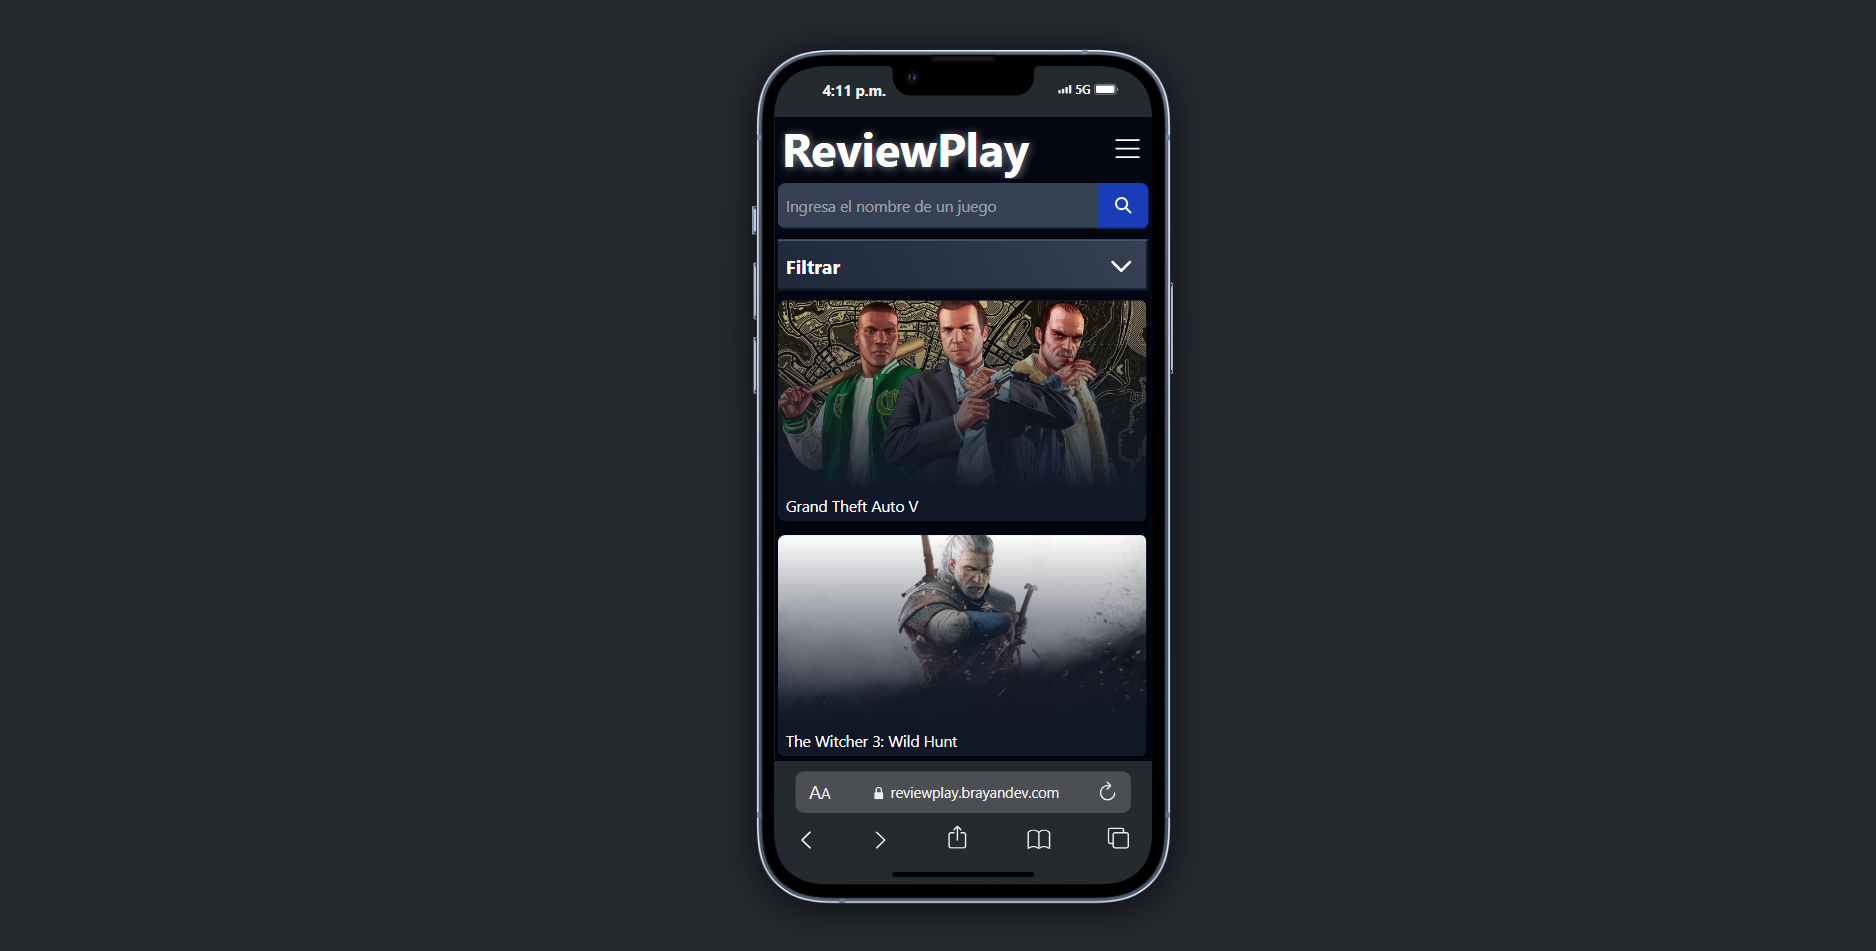 4:11 p.m.
5G
ReviewPlay
Ingresa el nombre de un juego
Filtrar
Grand Theft Auto V
The Witcher 3: Wild Hunt
AA
reviewplay.brayandev.com